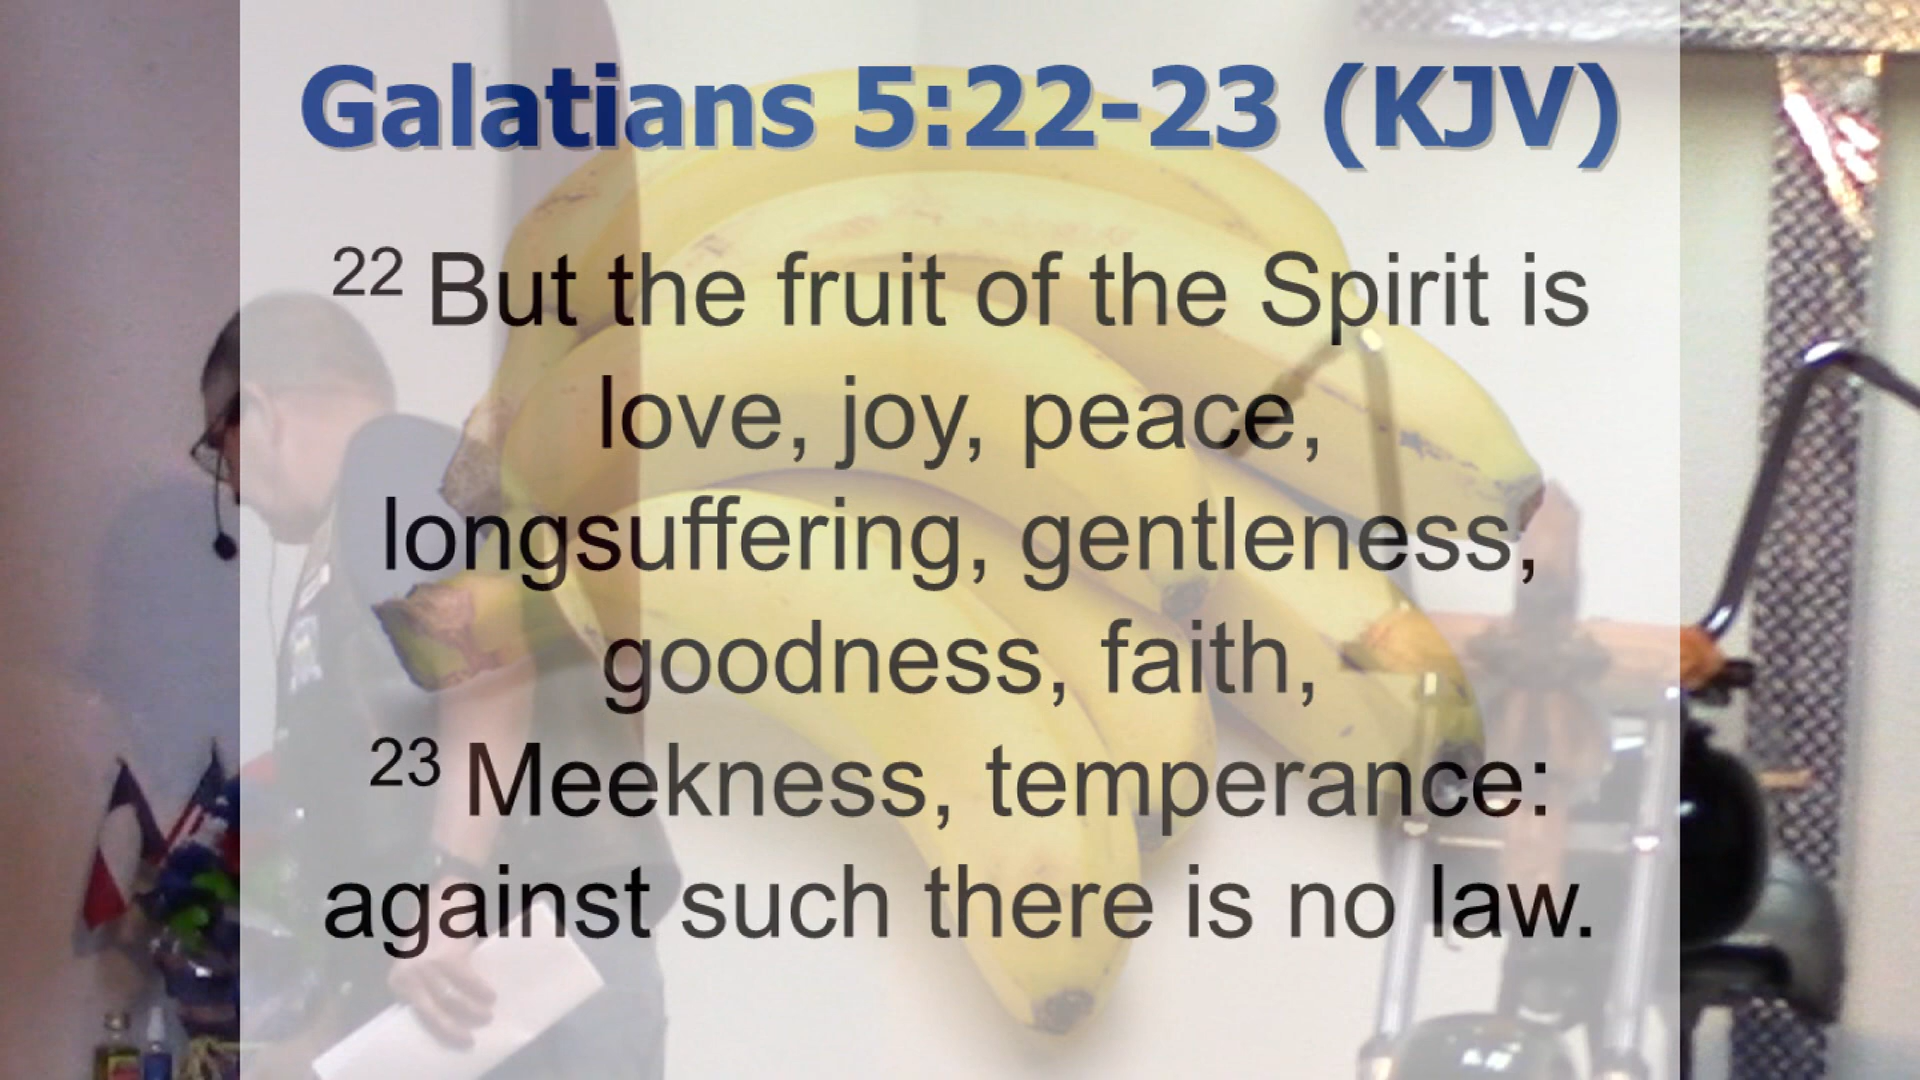 Galatians 5:22-23 (KJV)
22 But the fruit of the Spirit is
love, joy, peace,
longsuffering, gentleness,
goodness, faith,
23 Meekness, temperance:
against such there is no law.